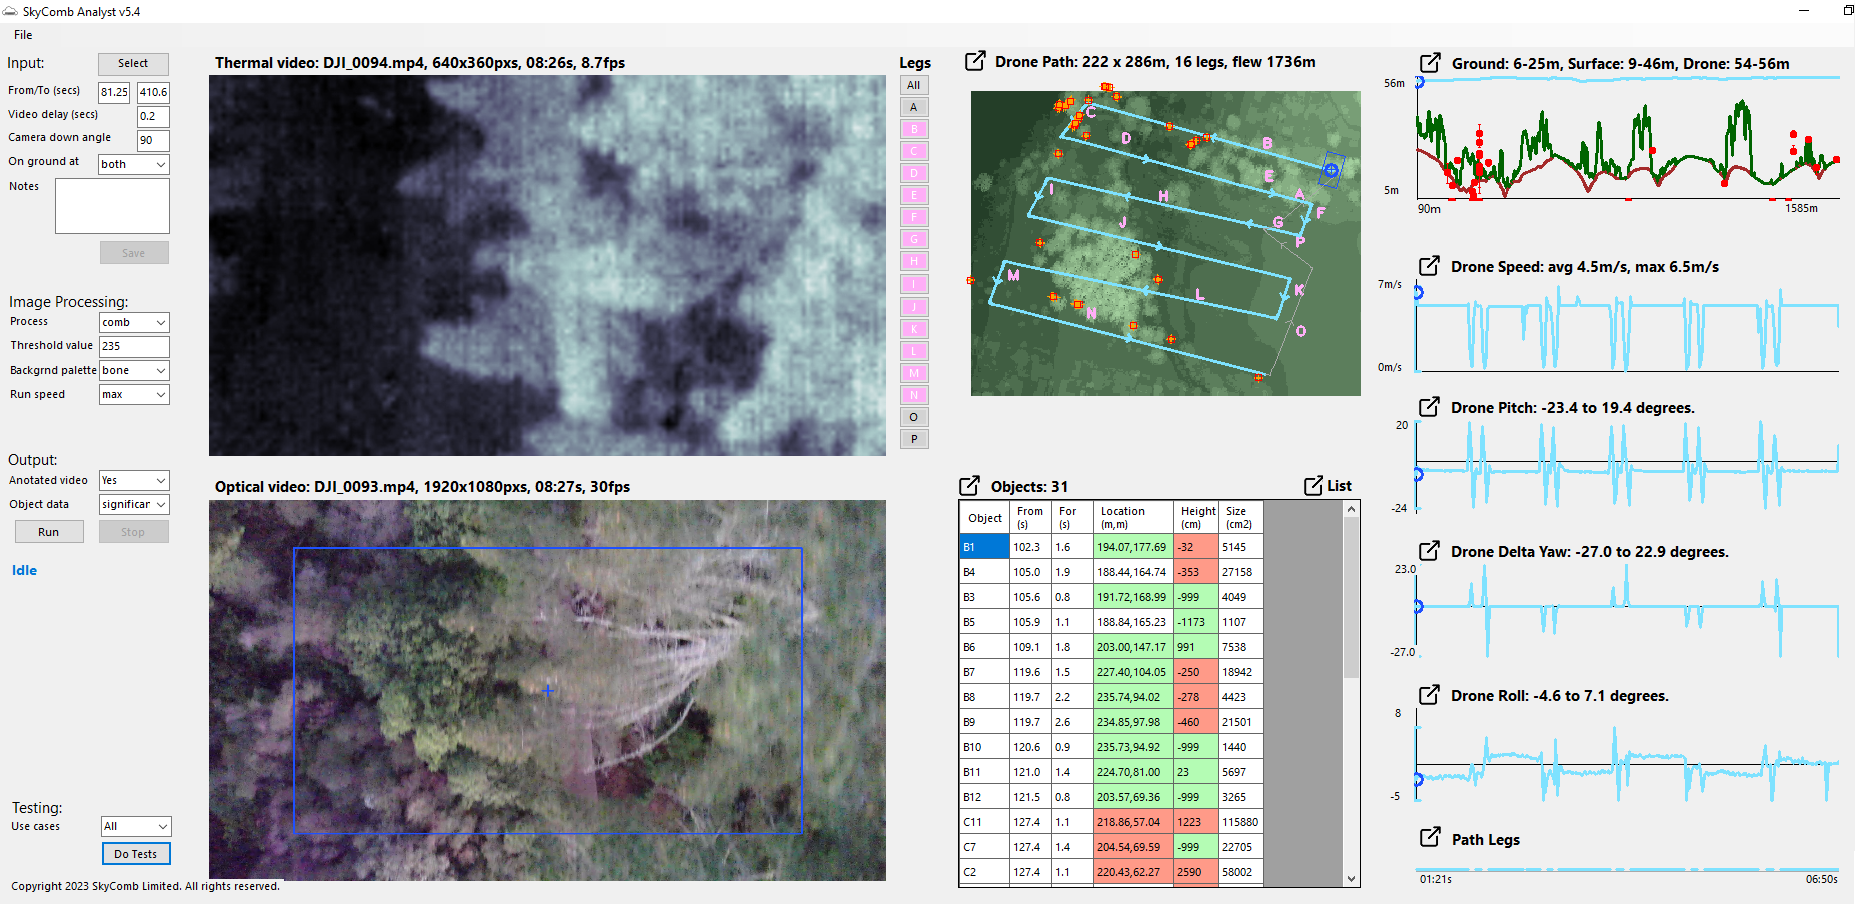 SkyComb Analyst v5.4
File
Input:
Select
From/To (secs)
81.25
410.6
Video delay (secs)
0.2
Camera down angle
90
On ground at
both
Notes
Save
Image Processing:
Process
comb
Threshold value
235
Backgrnd palette
bone
Run speed
max
Output:
Anotated video
Yes
Object data
significar
Run
Stop
Idle
Testing:
Use cases
All
Do Tests
Copyright 2023 SkyComb Limited. All rights reserved.
Thermal video: DJI_0094.mp4, 640x360pxs, 08:26s, 8.7fps
Optical video: DJI_0093.mp4, 1920x1080pxs, 08:27s, 30fps
Legs
All
A
B
C
D
E
F
G
H
I
J
K
L
M
N
O
P
Drone Path: 222 x 286m, 16 legs, flew 1736m
C
D
B
E
A
F
I
H
G
J
P
M
L
K
N
O
Objects: 31
List
Object From (s) For (s) Location (m,m) Height (cm) Size (cm2)
B1 102.3 1.6 194.07,177.69 -32 5145
B4 105.0 1.9 188.44,164.74 -353 27158
B3 105.6 0.8 191.72,168.99 -999 4049
B5 105.9 1.1 188.84,165.23 -1173 1107
B6 109.1 1.8 203.00,147.17 991 7538
B7 119.6 1.5 227.40,104.05 -250 18942
B8 119.7 2.2 235.74,94.02 -278 4423
B9 119.7 2.6 234.85,97.98 -460 21501
B10 120.6 0.9 235.73,94.92 -999 1440
B11 121.0 1.4 224.70,81.00 23 5697
B12 121.5 0.8 203.57,69.36 -999 3265
C11 127.4 1.1 218.86,57.04 1223 115880
C7 127.4 1.4 204.54,69.59 -999 22705
C2 127.4 1.1 220.43,62.27 2590 58002
Ground: 6-25m, Surface: 9-46m, Drone: 54-56m
56m
5m
90m
1585m
Drone Speed: avg 4.5m/s, max 6.5m/s
7m/s
0m/s
Drone Pitch: -23.4 to 19.4 degrees.
20
-24
Drone Delta Yaw: -27.0 to 22.9 degrees.
23.0
-27.0
Drone Roll: -4.6 to 7.1 degrees.
8
-5
Path Legs
01:21s
06:50s